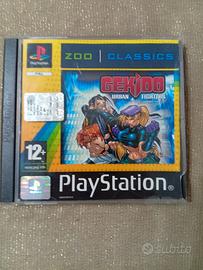 ZOO CLASSICS
GEKIDO
URBAN FIGHTERS
12+
PlayStation
subito